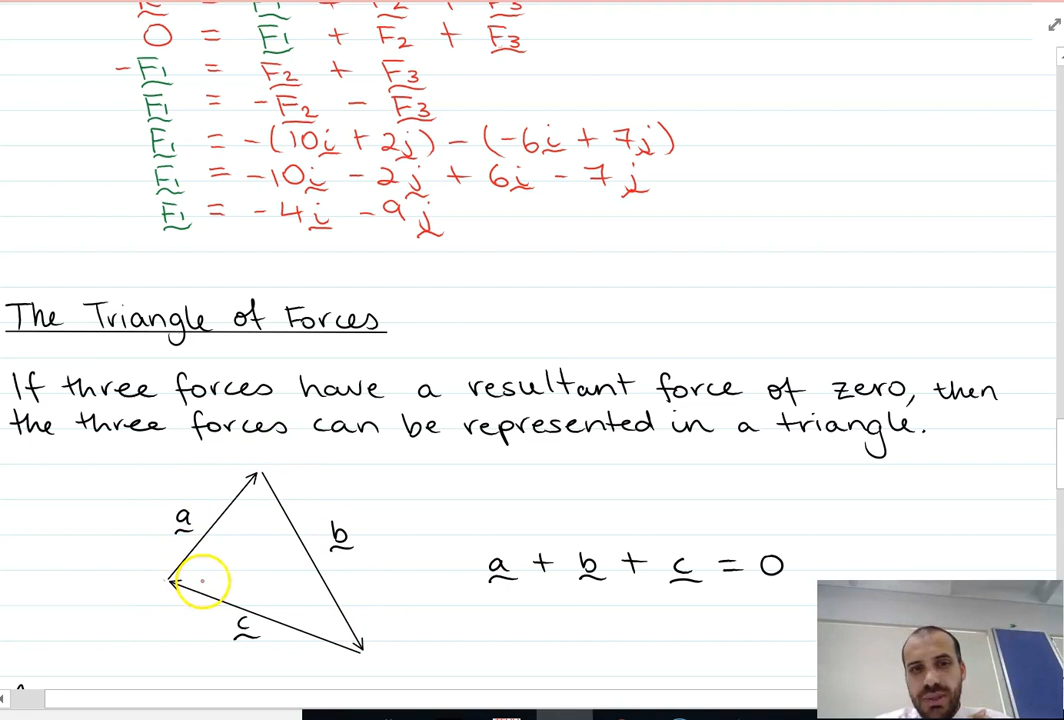 0 = F1 + F2 + F3
-F1 = F2 + F3
F1 = -F2 - F3
F1 = -(10i + 2j) - (-6i + 7j)
F1 = -10i - 2j + 6i - 7j
F1 = -4i - 9j
The Triangle of Forces
If three forces have a resultant force of zero, then
the three forces can be represented in a triangle.
a
b
c
a + b + c = 0